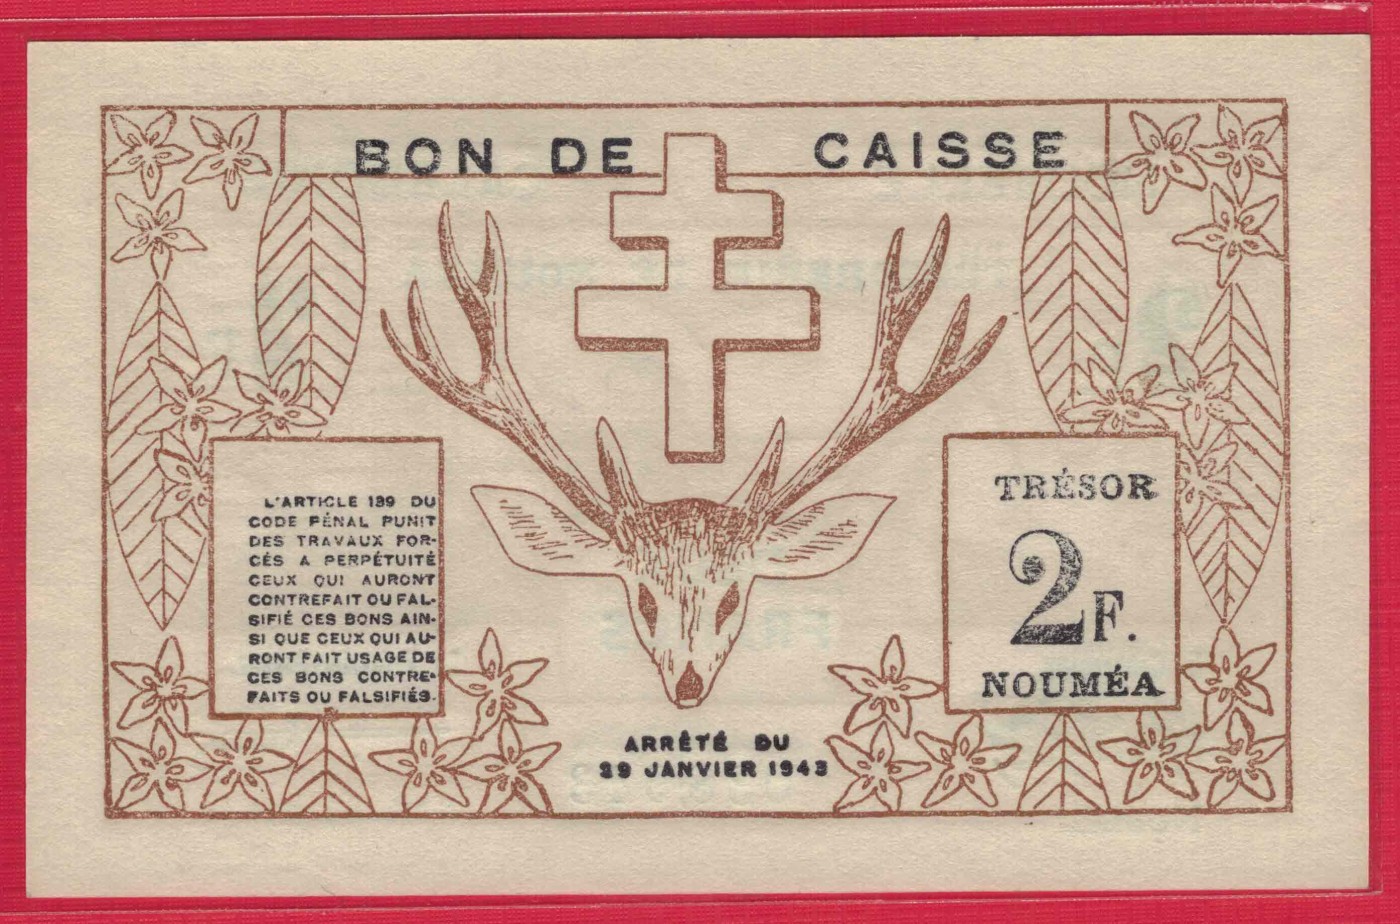 BON DE CAISSE
L'ARTICLE 139 DU
CODE PÉNAL PUNIT
DES TRAVAUX FOR-
CÉS A PERPÉTUITÉ
CEUX QUI AURONT
CONTREFAIT OU FAL-
SIFIÉ CES BONS AIN-
SI QUE CEUX QUI AU-
RONT FAIT USAGE DE
CES BONS CONTRE-
FAITS OU FALSIFIÉS.
TRÉSOR
2F.
NOUMÉA
ARRÊTÉ DU
29 JANVIER 1943